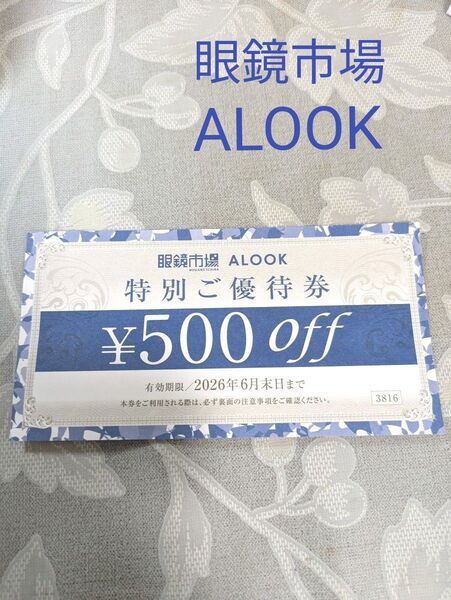 眼鏡市場
ALOOK
眼鏡市場 ALOOK
MEGANE ICHIBA
特別ご優待券
¥500 off
有効期限/2026年6月末日まで
本券をご利用される際は、必ず裏面の注意事項をご確認ください。
3816